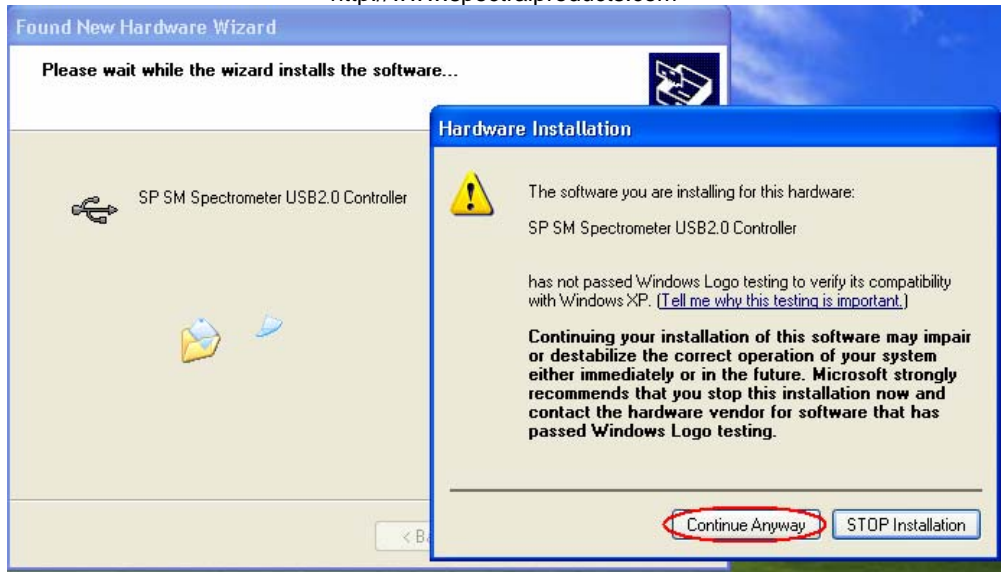 Found New Hardware Wizard
Please wait while the wizard installs the software...
Hardware Installation
SP SM Spectrometer USB2.0 Controller
The software you are installing for this hardware:
SP SM Spectrometer USB2.0 Controller
has not passed Windows Logo testing to verify its compatibility
with Windows XP. (Tell me why this testing is important.)
Continuing your installation of this software may impair
or destabilize the correct operation of your system
either immediately or in the future. Microsoft strongly
recommends that you stop this installation now and
contact the hardware vendor for software that has
passed Windows Logo testing.
Continue Anyway
STOP Installation